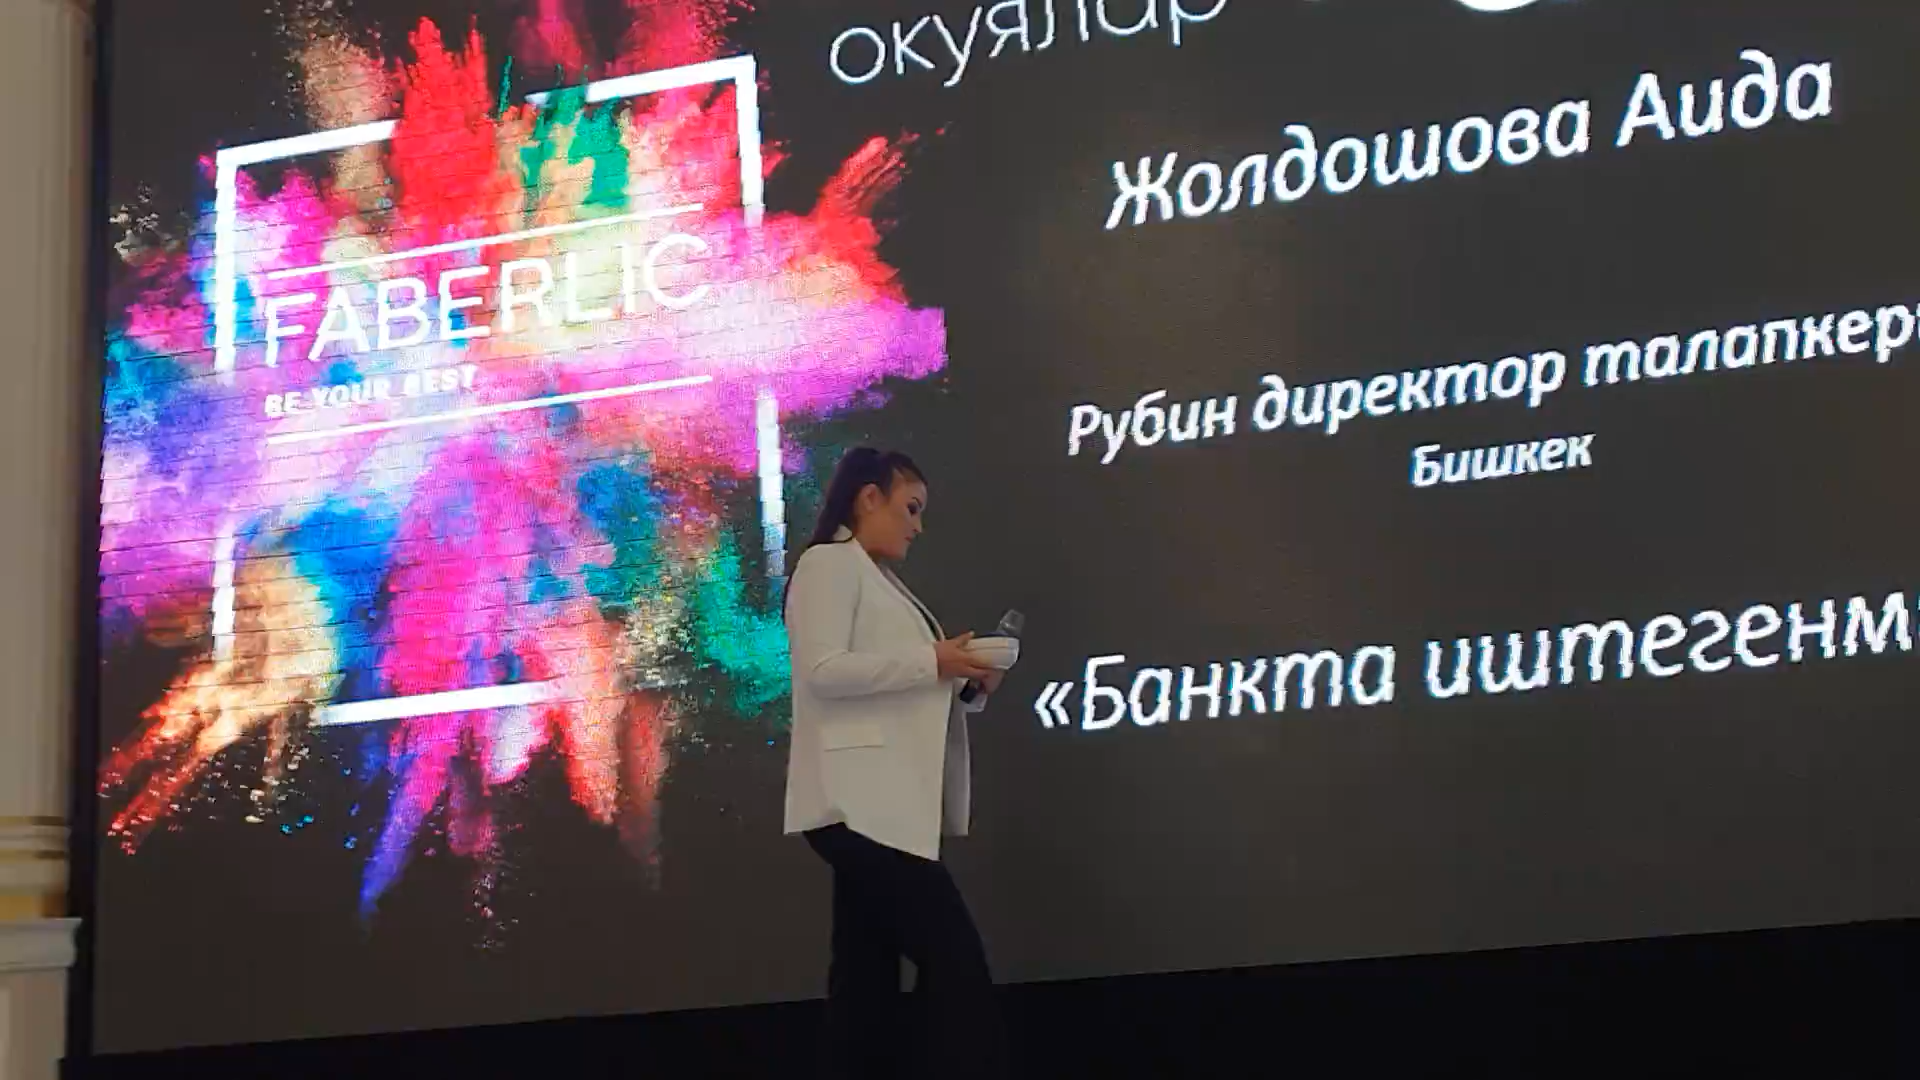 окуялар
FABERLIC
BE YOUR BEST
Жолдошова Аида
Рубин директор талапкер
Бишкек
«Банкта иштегенм